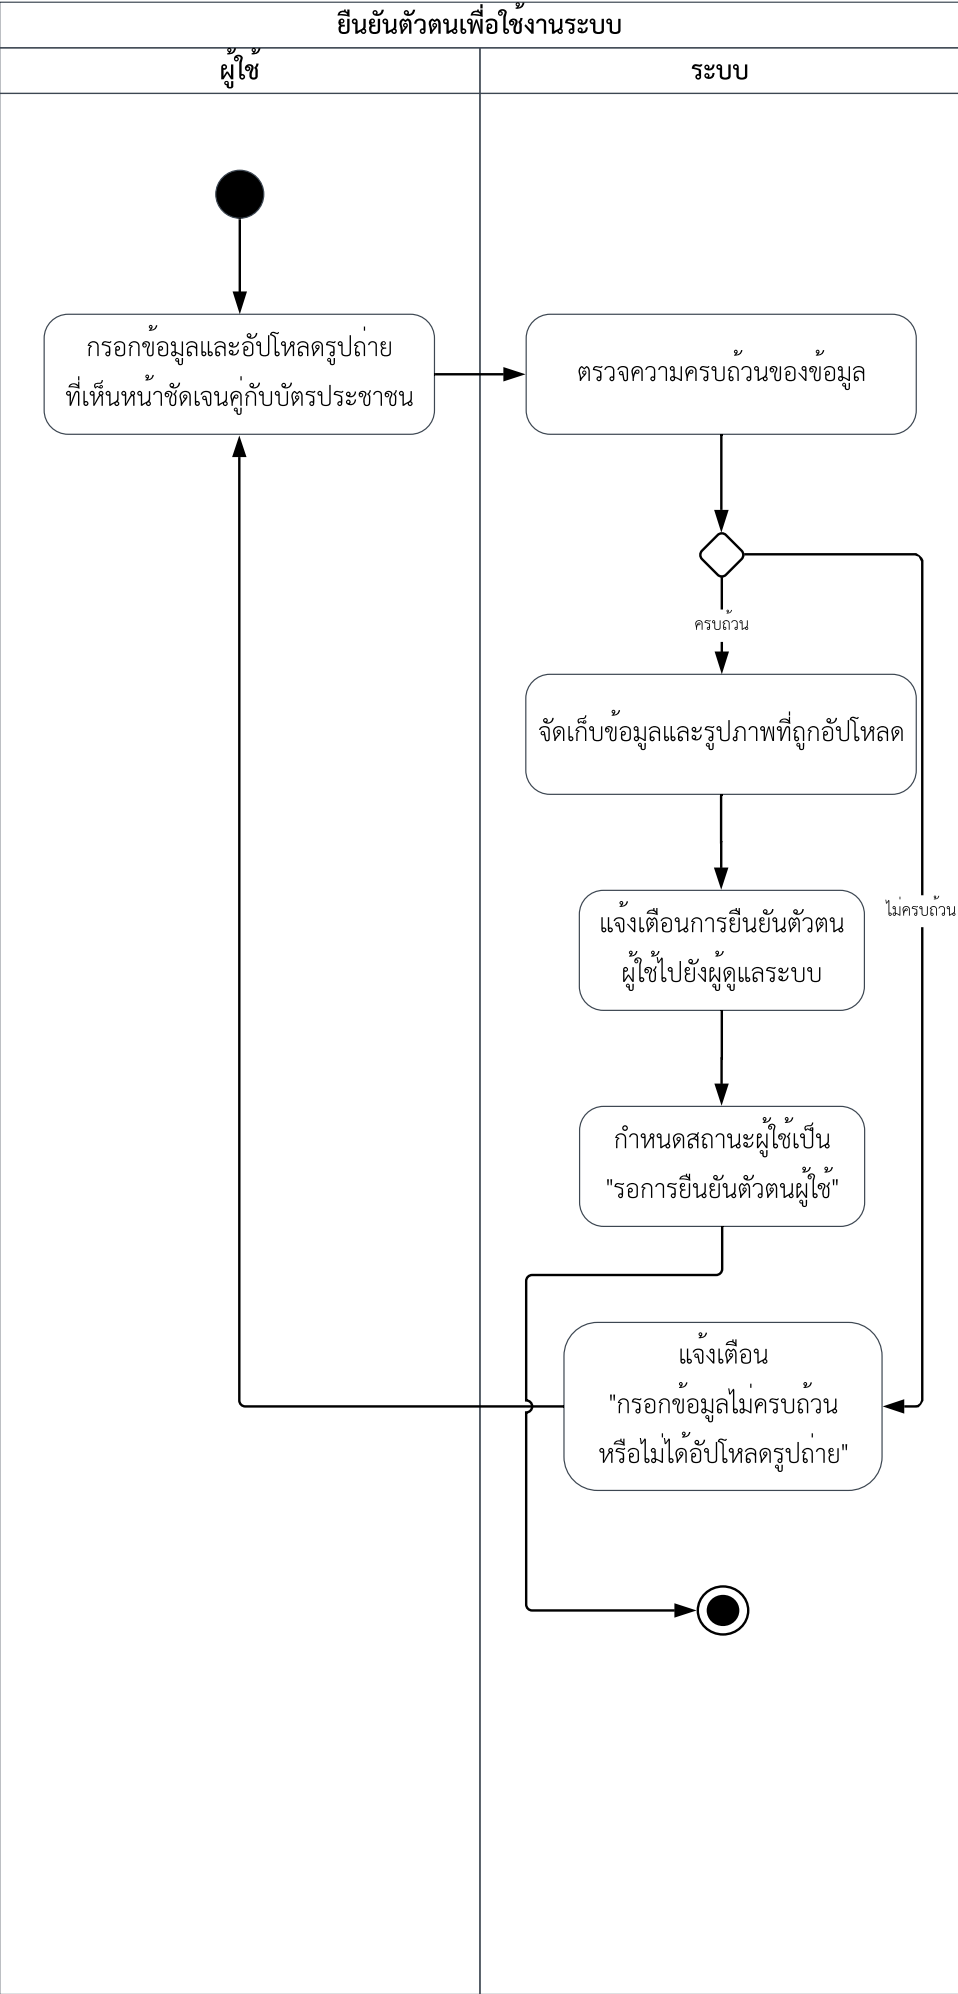 ยืนยันตัวตนเพื่อใช้งานระบบ
ผู้ใช้
ระบบ
กรอกข้อมูลและอัปโหลดรูปถ่าย
ที่เห็นหน้าชัดเจนคู่กับบัตรประชาชน
ตรวจความครบถ้วนของข้อมูล
ครบถ้วน
จัดเก็บข้อมูลและรูปภาพที่ถูกอัปโหลด
แจ้งเตือนการยืนยันตัวตน
ผู้ใช้ไปยังผู้ดูแลระบบ
ไม่ครบถ้วน
กำหนดสถานะผู้ใช้เป็น
"รอการยืนยันตัวตนผู้ใช้"
แจ้งเตือน
"กรอกข้อมูลไม่ครบถ้วน
หรือไม่ได้อัปโหลดรูปถ่าย"